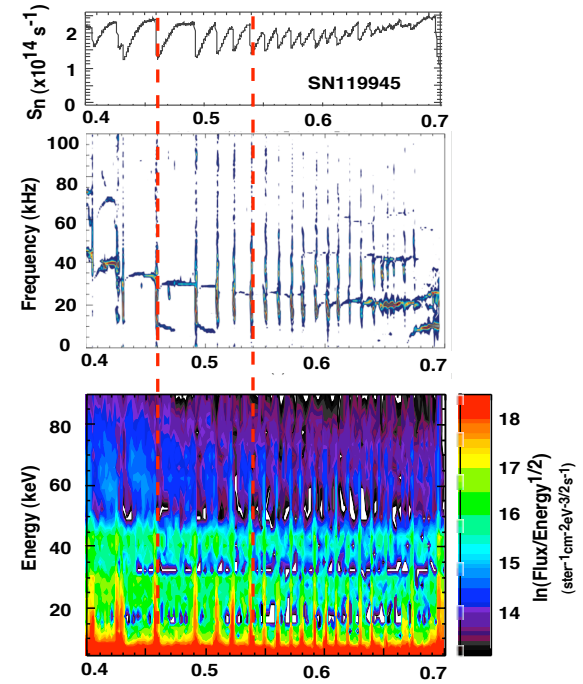 Sn (x10^14 s^-1)
2
1
0
SN119945
0.4 0.5 0.6 0.7
Frequency (kHz)
100
80
60
40
20
0
0.4 0.5 0.6 0.7
Energy (keV)
80
60
40
20
0.4 0.5 0.6 0.7
18
17
16
15
14
ln(Flux/Energy^1/2)
(ster^-1cm^-2eV^-3/2s^-1)